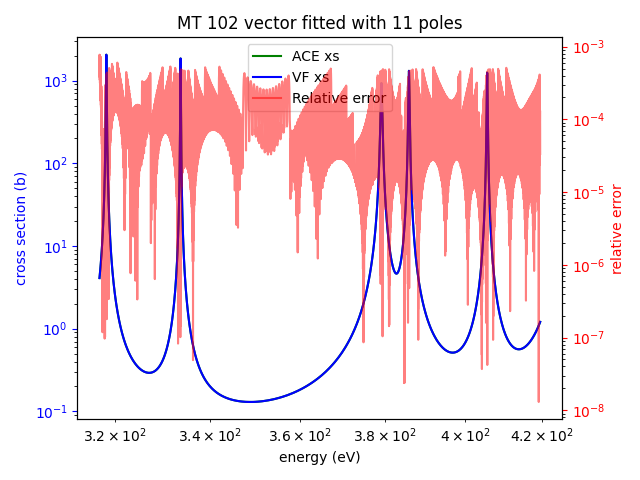 MT 102 vector fitted with 11 poles
ACE xs
VF xs
Relative error
cross section (b)
10³
10²
10¹
10⁰
10⁻¹
relative error
10⁻³
10⁻⁴
10⁻⁵
10⁻⁶
10⁻⁷
10⁻⁸
3.2 × 10² 3.4 × 10² 3.6 × 10² 3.8 × 10² 4 × 10² 4.2 × 10²
energy (eV)